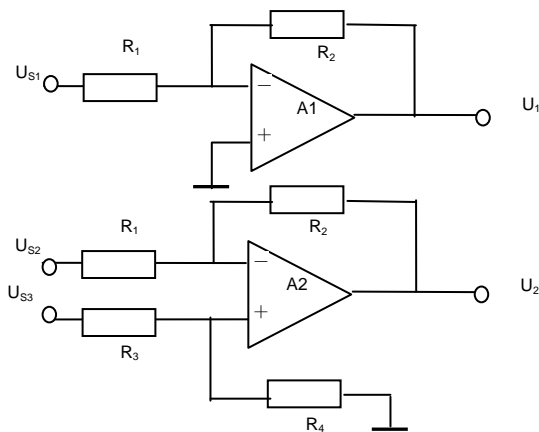 R1
R2
US1
A1
U1
−
+
R1
R2
US2
US3
A2
U2
−
+
R3
R4